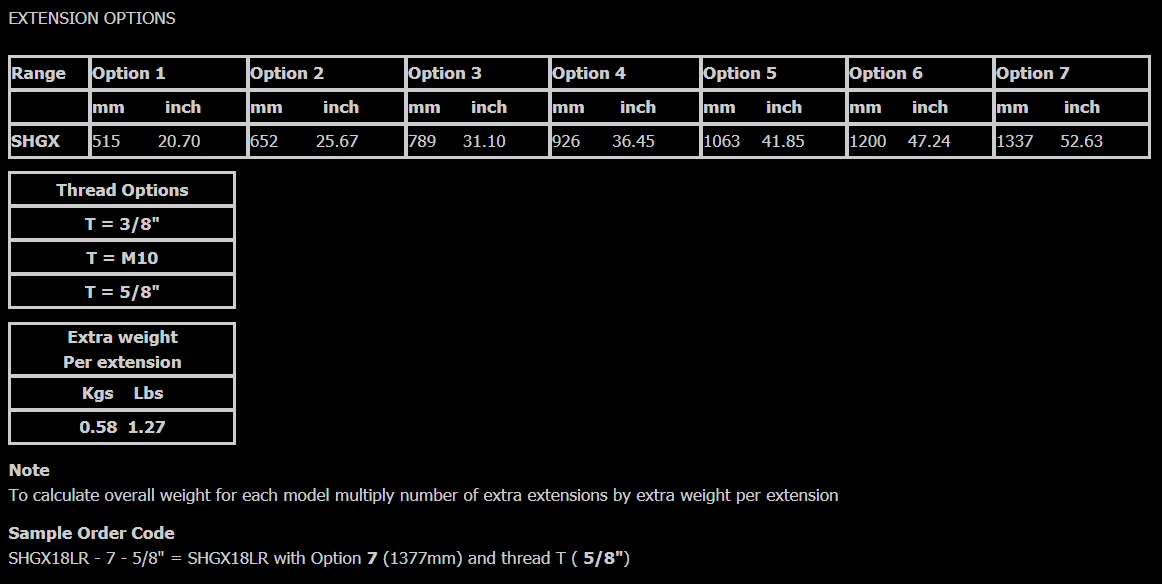 EXTENSION OPTIONS
Range Option 1 Option 2 Option 3 Option 4 Option 5 Option 6 Option 7
mm inch mm inch mm inch mm inch mm inch mm inch mm inch
SHGX 515 20.70 652 25.67 789 31.10 926 36.45 1063 41.85 1200 47.24 1337 52.63
Thread Options
T = 3/8"
T = M10
T = 5/8"
Extra weight
Per extension
Kgs Lbs
0.58 1.27
Note
To calculate overall weight for each model multiply number of extra extensions by extra weight per extension
Sample Order Code
SHGX18LR - 7 - 5/8" = SHGX18LR with Option 7 (1377mm) and thread T ( 5/8")